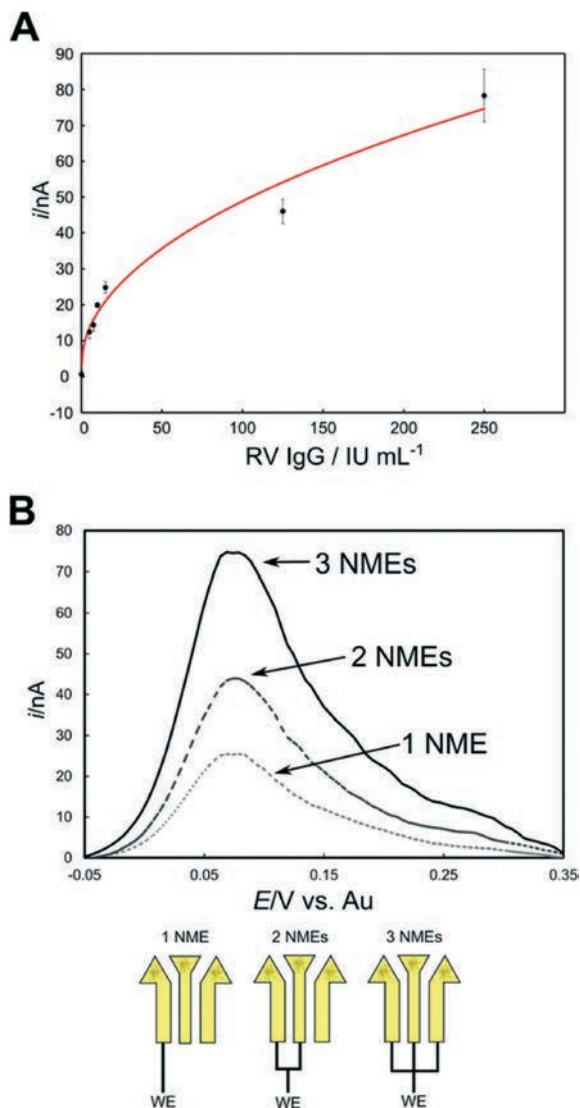 A
90
80
70
60
50
40
30
20
10
0
-10
i/nA
0 50 100 150 200 250
RV IgG / IU mL⁻¹
B
80
70
60
50
40
30
20
10
0
i/nA
3 NMEs
2 NMEs
1 NME
-0.05 0.05 0.15 0.25 0.35
E/V vs. Au
1 NME 2 NMEs 3 NMEs
WE WE WE